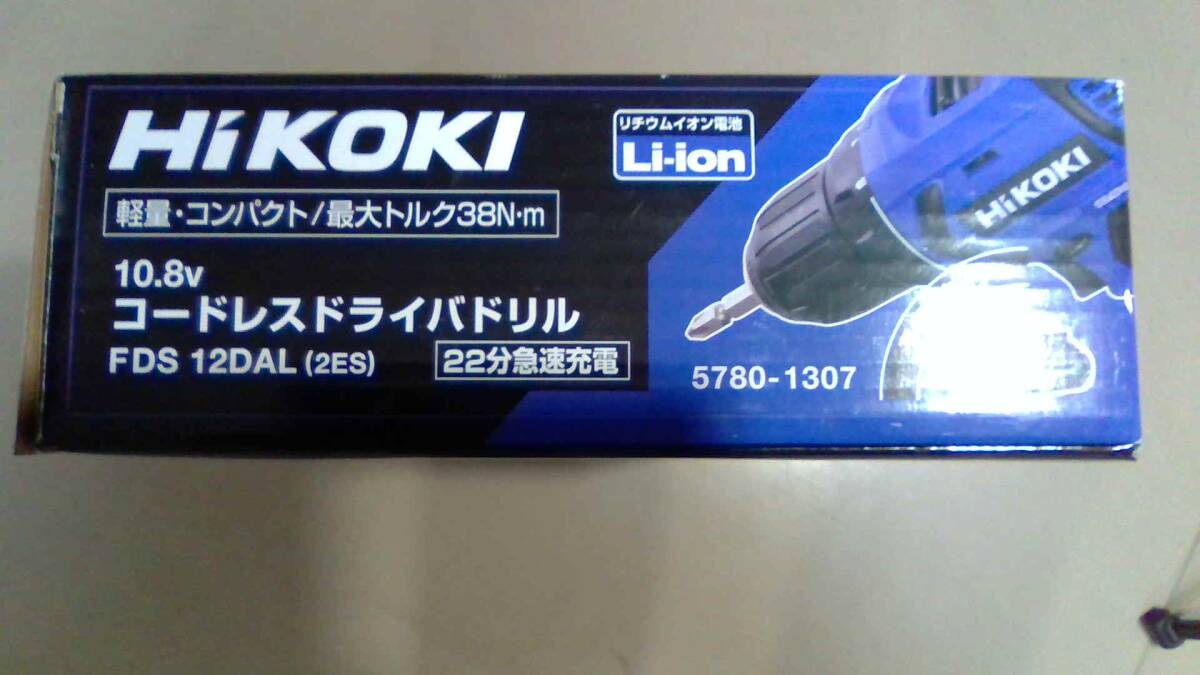 HiKOKI
リチウムイオン電池
Li-ion
軽量・コンパクト/最大トルク38N・m
10.8v
コードレスドライバドリル
FDS 12DAL (2ES)
22分急速充電
5780-1307
HiKOKI